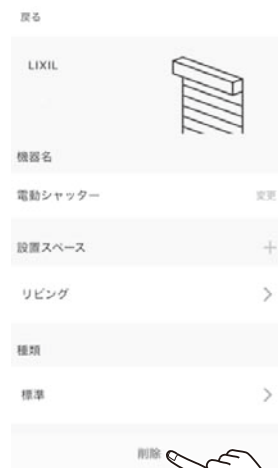 戻る
LIXIL
機器名
電動シャッター 変更
設置スペース
リビング
種類
標準
削除